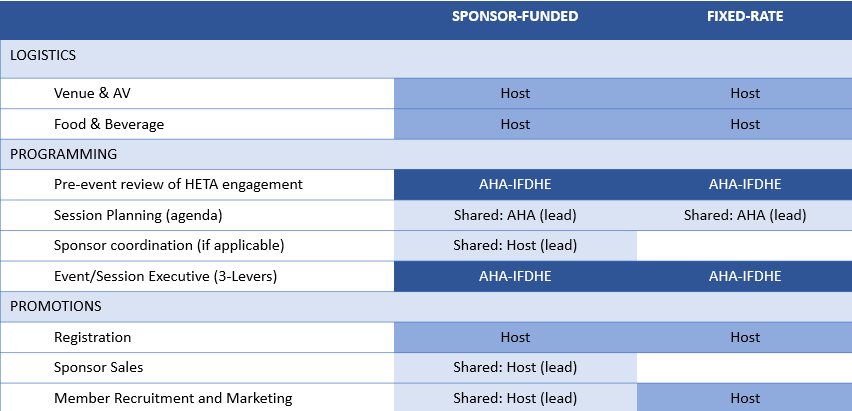 SPONSOR-FUNDED FIXED-RATE
LOGISTICS
Venue & AV Host Host
Food & Beverage Host Host
PROGRAMMING
Pre-event review of HETA engagement AHA-IFDHE AHA-IFDHE
Session Planning (agenda) Shared: AHA (lead) Shared: AHA (lead)
Sponsor coordination (if applicable) Shared: Host (lead)
Event/Session Executive (3-Levers) AHA-IFDHE AHA-IFDHE
PROMOTIONS
Registration Host Host
Sponsor Sales Shared: Host (lead)
Member Recruitment and Marketing Shared: Host (lead) Host